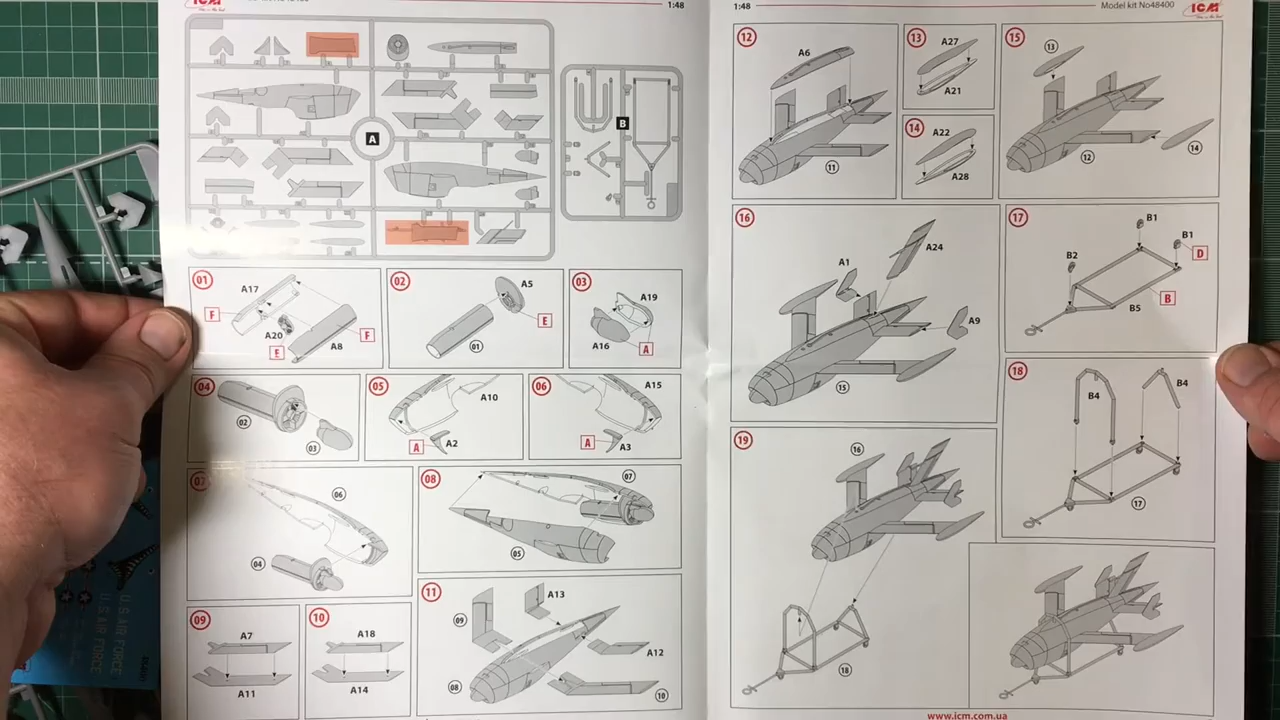 ICM
1:48
1:48
Model kit No48400
ICM
A
B
01
A17
F
A20
E
A8
F
02
A5
E
01
03
A19
A16
A
04
02
03
05
A10
A
A2
06
A15
A
A3
07
06
04
08
07
05
09
A7
A11
10
A18
A14
11
09
A13
A12
08
10
12
A6
11
13
A27
A21
14
A22
A28
15
13
12
14
16
A24
A1
A9
15
17
B1
B1
D
B2
B
B5
18
B4
B4
17
19
16
18
www.icm.com.ua
U.S. AIR FORCE
U.S. AIR FORCE